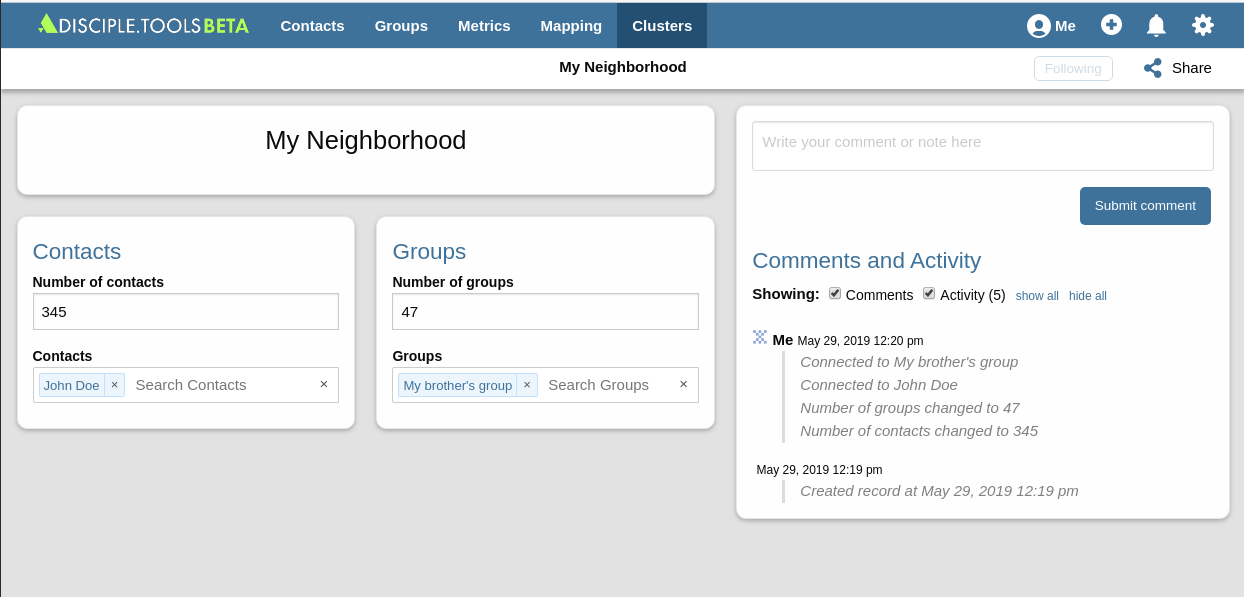 DISCIPLE.TOOLS BETA Contacts Groups Metrics Mapping Clusters Me
My Neighborhood Following Share
My Neighborhood
Contacts
Number of contacts
345
Contacts
John Doe × Search Contacts ×
Groups
Number of groups
47
Groups
My brother's group × Search Groups ×
Write your comment or note here
Submit comment
Comments and Activity
Showing: Comments Activity (5) show all hide all
Me May 29, 2019 12:20 pm
Connected to My brother's group
Connected to John Doe
Number of groups changed to 47
Number of contacts changed to 345
May 29, 2019 12:19 pm
Created record at May 29, 2019 12:19 pm